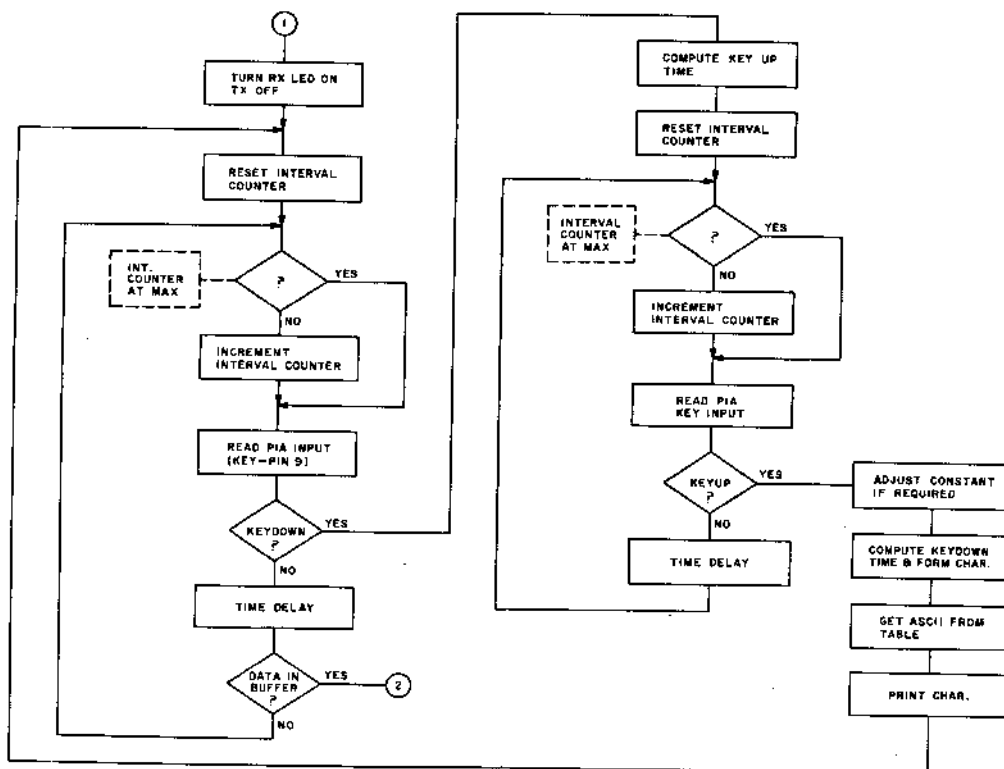 1
TURN RX LED ON
TX OFF
RESET INTERVAL
COUNTER
INT.
COUNTER
AT MAX
?
YES
NO
INCREMENT
INTERVAL COUNTER
READ PIA INPUT
(KEY-PIN 9)
KEYDOWN
?
YES
NO
TIME DELAY
DATA IN
BUFFER
?
YES
2
NO
COMPUTE KEY UP
TIME
RESET INTERVAL
COUNTER
INTERVAL
COUNTER
AT MAX
?
YES
NO
INCREMENT
INTERVAL COUNTER
READ PIA
KEY INPUT
KEYUP
?
YES
NO
TIME DELAY
ADJUST CONSTANT
IF REQUIRED
COMPUTE KEYDOWN
TIME & FORM CHAR.
GET ASCII FROM
TABLE
PRINT CHAR.